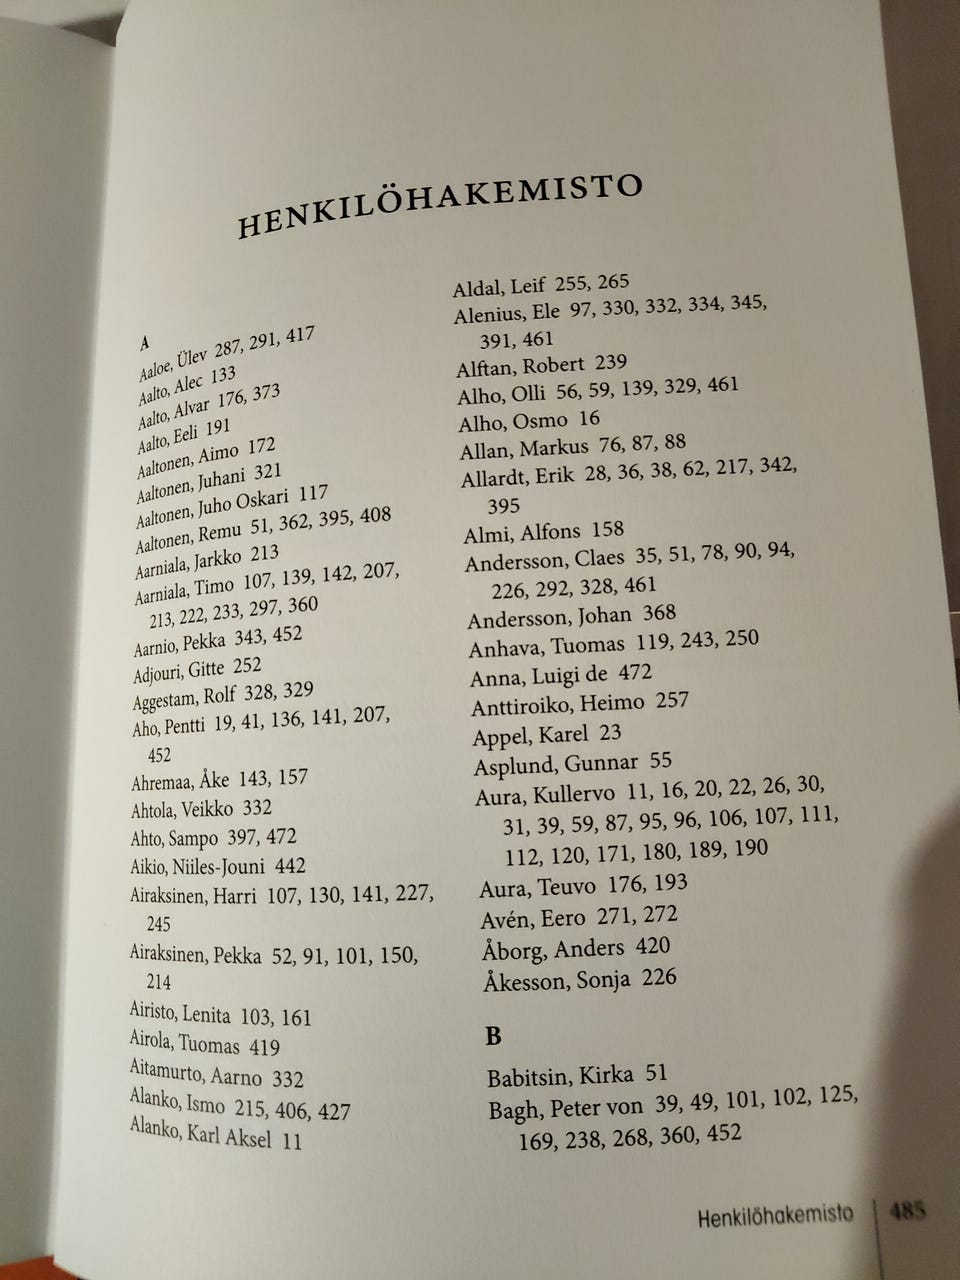 HENKILÖHAKEMISTO
A
Aaloe, Ülev 287, 291, 417
Aalto, Alec 133
Aalto, Alvar 176, 373
Aalto, Eeli 191
Aaltonen, Aimo 172
Aaltonen, Juhani 321
Aaltonen, Juho Oskari 117
Aaltonen, Remu 51, 362, 395, 408
Aarniala, Jarkko 213
Aarniala, Timo 107, 139, 142, 207,
213, 222, 233, 297, 360
Aarnio, Pekka 343, 452
Adjouri, Gitte 252
Aggestam, Rolf 328, 329
Aho, Pentti 19, 41, 136, 141, 207,
452
Ahremaa, Åke 143, 157
Ahtola, Veikko 332
Ahto, Sampo 397, 472
Aikio, Niiles-Jouni 442
Airaksinen, Harri 107, 130, 141, 227,
245
Airaksinen, Pekka 52, 91, 101, 150,
214
Airisto, Lenita 103, 161
Airola, Tuomas 419
Aitamurto, Aarno 332
Alanko, Ismo 215, 406, 427
Alanko, Karl Aksel 11
Aldal, Leif 255, 265
Alenius, Ele 97, 330, 332, 334, 345,
391, 461
Alftan, Robert 239
Alho, Olli 56, 59, 139, 329, 461
Alho, Osmo 16
Allan, Markus 76, 87, 88
Allardt, Erik 28, 36, 38, 62, 217, 342,
395
Almi, Alfons 158
Andersson, Claes 35, 51, 78, 90, 94,
226, 292, 328, 461
Andersson, Johan 368
Anhava, Tuomas 119, 243, 250
Anna, Luigi de 472
Anttiroiko, Heimo 257
Appel, Karel 23
Asplund, Gunnar 55
Aura, Kullervo 11, 16, 20, 22, 26, 30,
31, 39, 59, 87, 95, 96, 106, 107, 111,
112, 120, 171, 180, 189, 190
Aura, Teuvo 176, 193
Avén, Eero 271, 272
Åborg, Anders 420
Åkesson, Sonja 226
B
Babitsin, Kirka 51
Bagh, Peter von 39, 49, 101, 102, 125,
169, 238, 268, 360, 452
Henkilöhakemisto 485